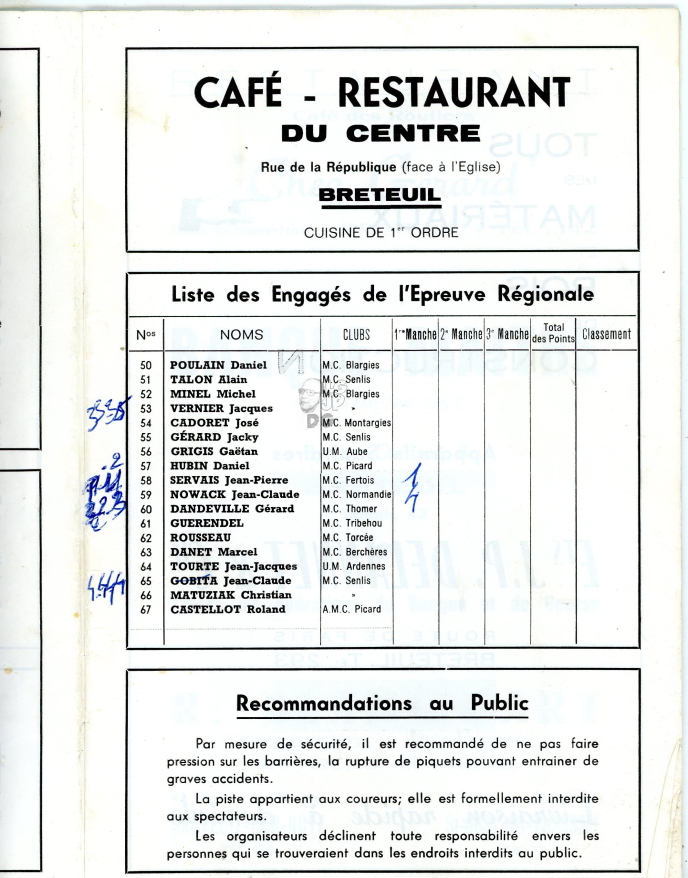 CAFÉ - RESTAURANT
DU CENTRE
Rue de la République (face à l'Eglise)
BRETEUIL
CUISINE DE 1er ORDRE
Liste des Engagés de l'Epreuve Régionale
Nos NOMS CLUBS 1re Manche 2e Manche 3e Manche Total des Points Classement
50 POULAIN Daniel M.C. Blargies
51 TALON Alain M.C. Senlis
52 MINEL Michel M.C. Blargies
53 VERNIER Jacques "
54 CADORET José M.C. Montargies
55 GÉRARD Jacky M.C. Senlis
56 GRIGIS Gaëtan U.M. Aube
57 HUBIN Daniel M.C. Picard
58 SERVAIS Jean-Pierre M.C. Fertois 1
59 NOWACK Jean-Claude M.C. Normandie 4
60 DANDEVILLE Gérard M.C. Thomer
61 GUERENDEL M.C. Tribehou
62 ROUSSEAU M.C. Torcée
63 DANET Marcel M.C. Berchères
64 TOURTE Jean-Jacques U.M. Ardennes
65 GOBITA Jean-Claude M.C. Senlis
66 MATUZIAK Christian "
67 CASTELLOT Roland A.M.C. Picard
Recommandations au Public
Par mesure de sécurité, il est recommandé de ne pas faire
pression sur les barrières, la rupture de piquets pouvant entrainer de
graves accidents.
La piste appartient aux coureurs; elle est formellement interdite
aux spectateurs.
Les organisateurs déclinent toute responsabilité envers les
personnes qui se trouveraient dans les endroits interdits au public.